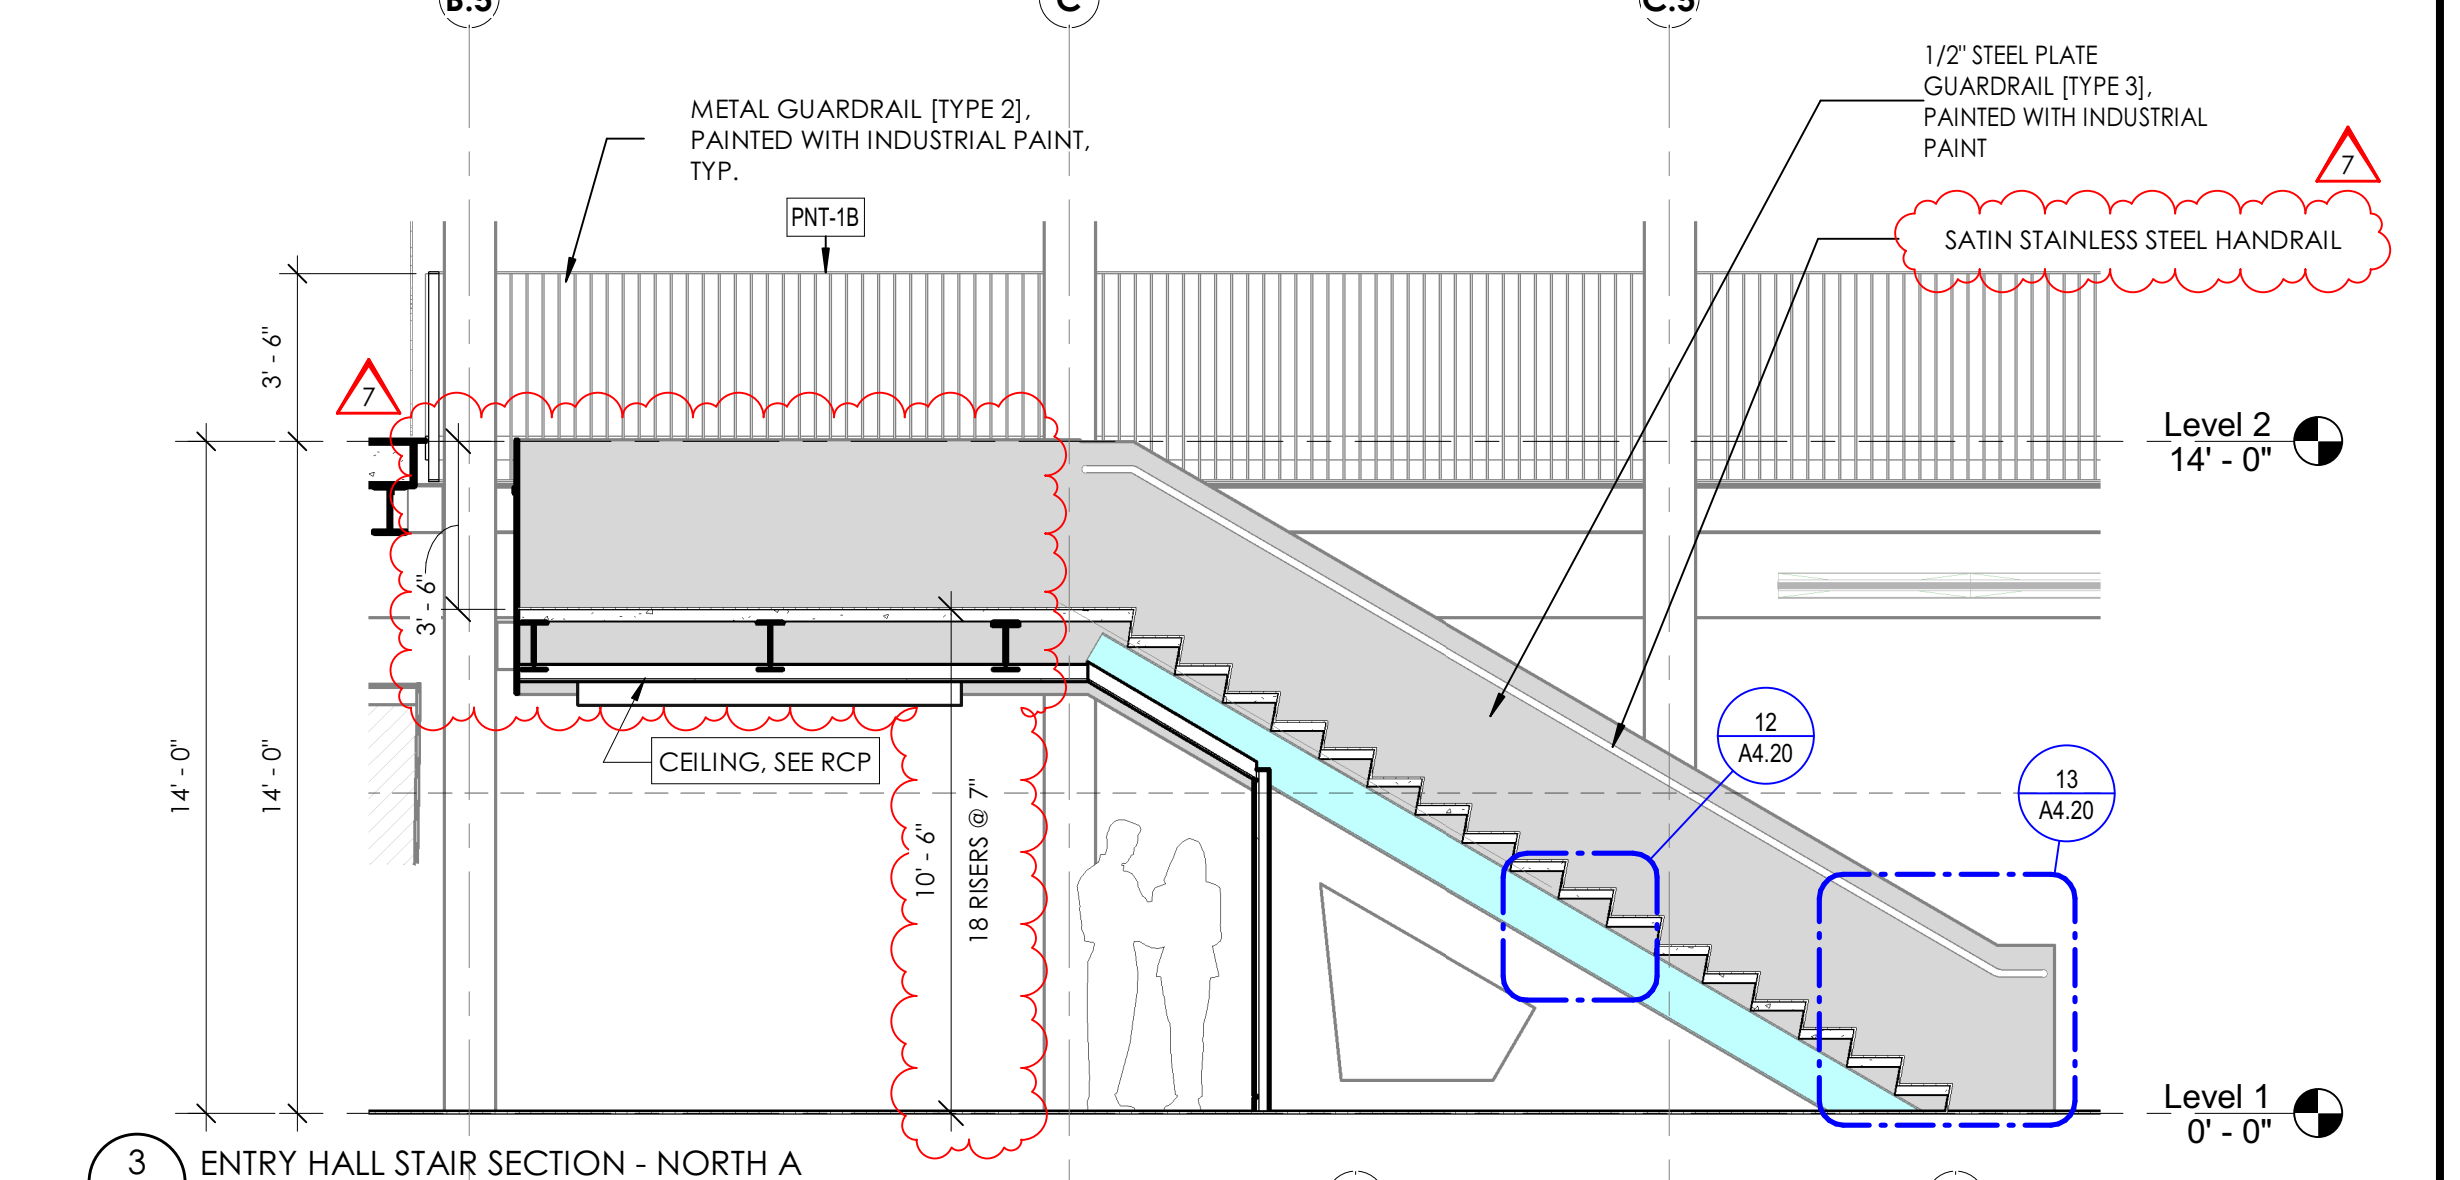 B.5
C
C.5
1/2" STEEL PLATE
GUARDRAIL [TYPE 3],
PAINTED WITH INDUSTRIAL
PAINT
METAL GUARDRAIL [TYPE 2],
PAINTED WITH INDUSTRIAL PAINT,
TYP.
7
PNT-1B
SATIN STAINLESS STEEL HANDRAIL
3' - 6"
7
Level 2
14' - 0"
3' - 6"
12
A4.20
CEILING, SEE RCP
13
A4.20
14' - 0"
14' - 0"
10' - 6"
18 RISERS @ 7"
Level 1
0' - 0"
3
ENTRY HALL STAIR SECTION - NORTH A